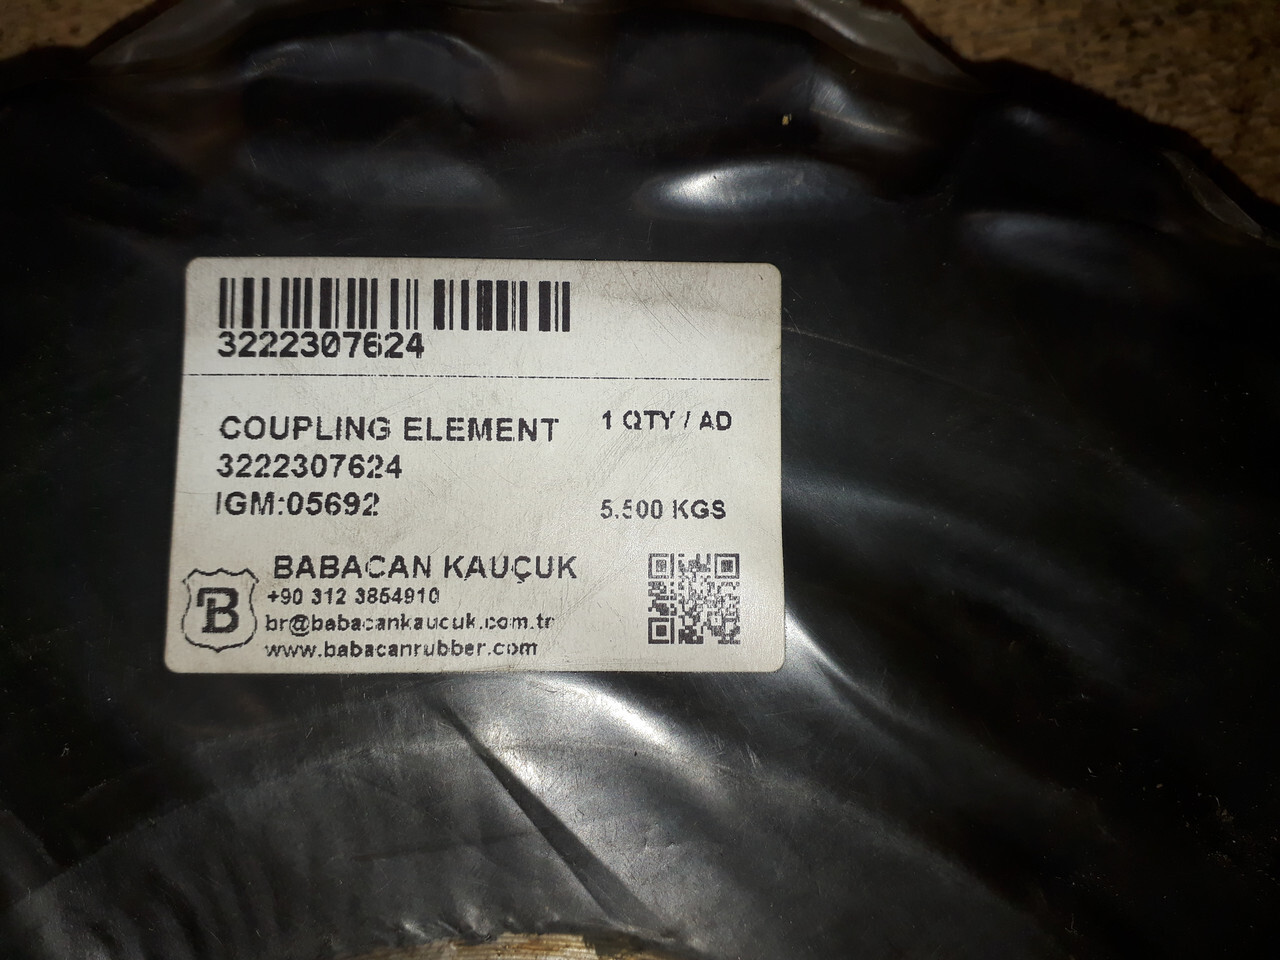 3222307624
COUPLING ELEMENT 1 QTY / AD
3222307624
IGM:05692 5.500 KGS
B BABACAN KAUÇUK
+90 312 3854910
br@babacankaucuk.com.tr
www.babacanrubber.com